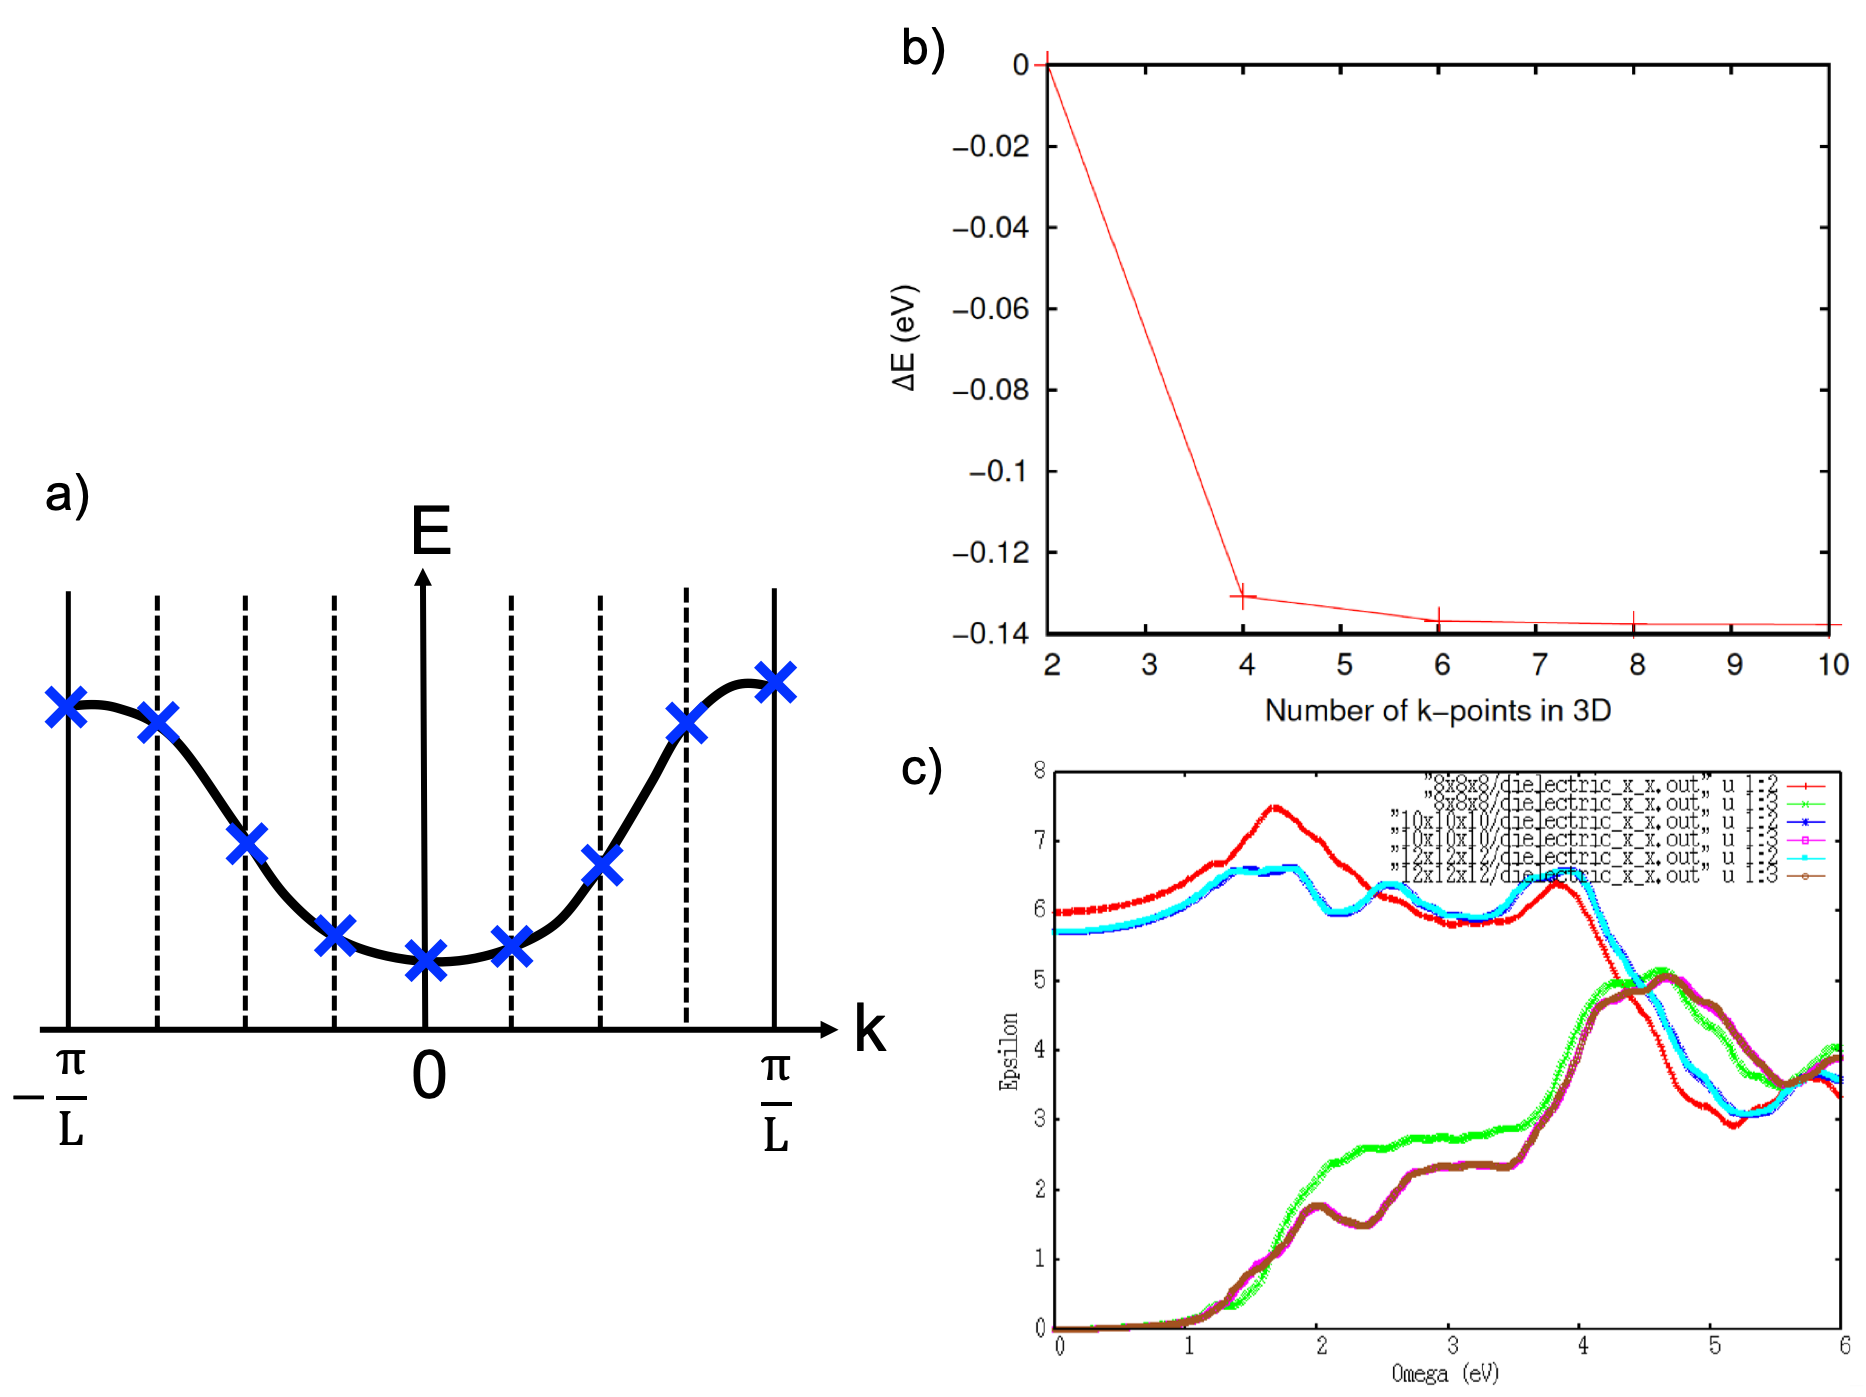 a)
E
k
− π/L
0
π/L
b)
0
−0.02
−0.04
−0.06
−0.08
−0.1
−0.12
−0.14
ΔE (eV)
2 3 4 5 6 7 8 9 10
Number of k−points in 3D
c)
8
7
6
5
4
3
2
1
0
Epsilon
"8x8x8/dielectric_x_x.out" u 1:2
"8x8x8/dielectric_x_x.out" u 1:3
"10x10x10/dielectric_x_x.out" u 1:2
"10x10x10/dielectric_x_x.out" u 1:3
"12x12x12/dielectric_x_x.out" u 1:2
"12x12x12/dielectric_x_x.out" u 1:3
0 1 2 3 4 5 6
Omega (eV)